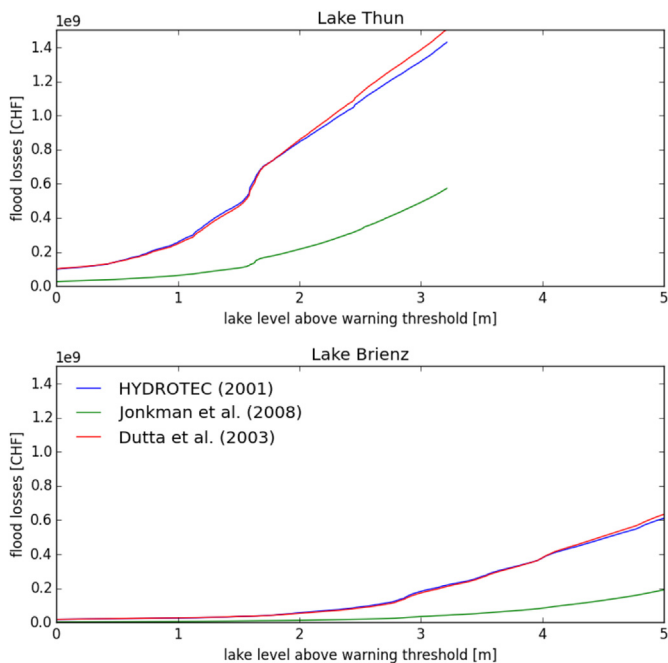 Lake Thun
1e9
1.4
1.2
1.0
0.8
0.6
0.4
0.2
0.0
flood losses [CHF]
0 1 2 3 4 5
lake level above warning threshold [m]
Lake Brienz
1e9
1.4
1.2
1.0
0.8
0.6
0.4
0.2
0.0
flood losses [CHF]
HYDROTEC (2001)
Jonkman et al. (2008)
Dutta et al. (2003)
0 1 2 3 4 5
lake level above warning threshold [m]